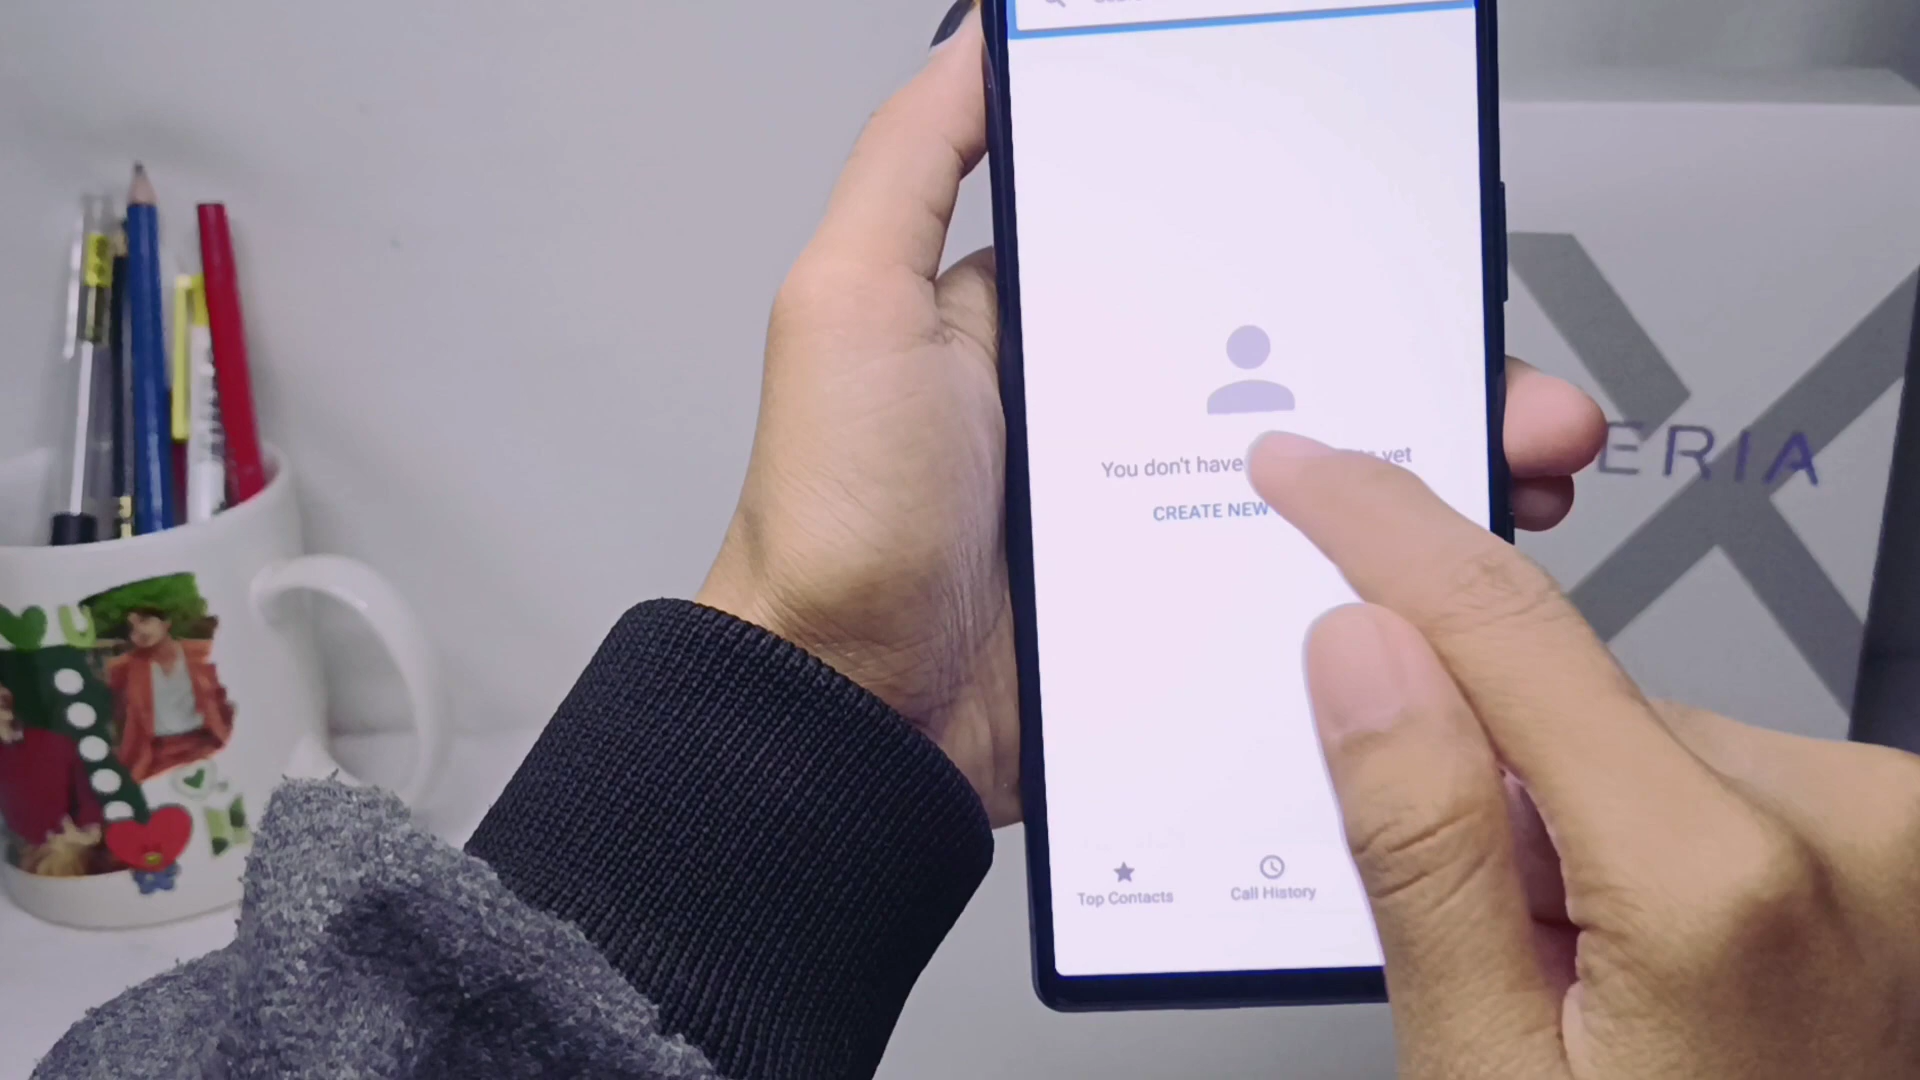 You don't have yet
CREATE NEW
Top Contacts
Call History
ERIA